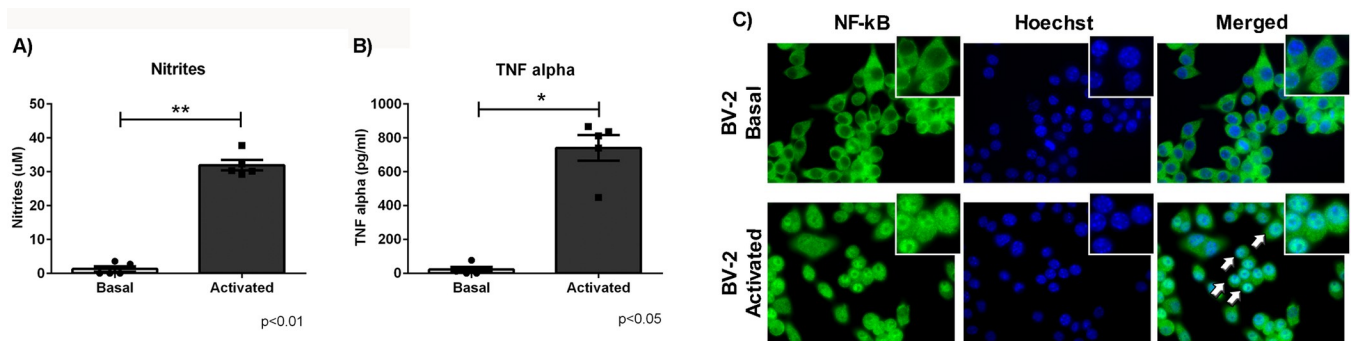 A)
Nitrites
**
Nitrites (uM)
50
40
30
20
10
0
Basal
Activated
p<0.01
B)
TNF alpha
*
TNF alpha (pg/ml)
1000
800
600
400
200
0
Basal
Activated
p<0.05
C)
NF-kB
Hoechst
Merged
BV-2
Basal
BV-2
Activated